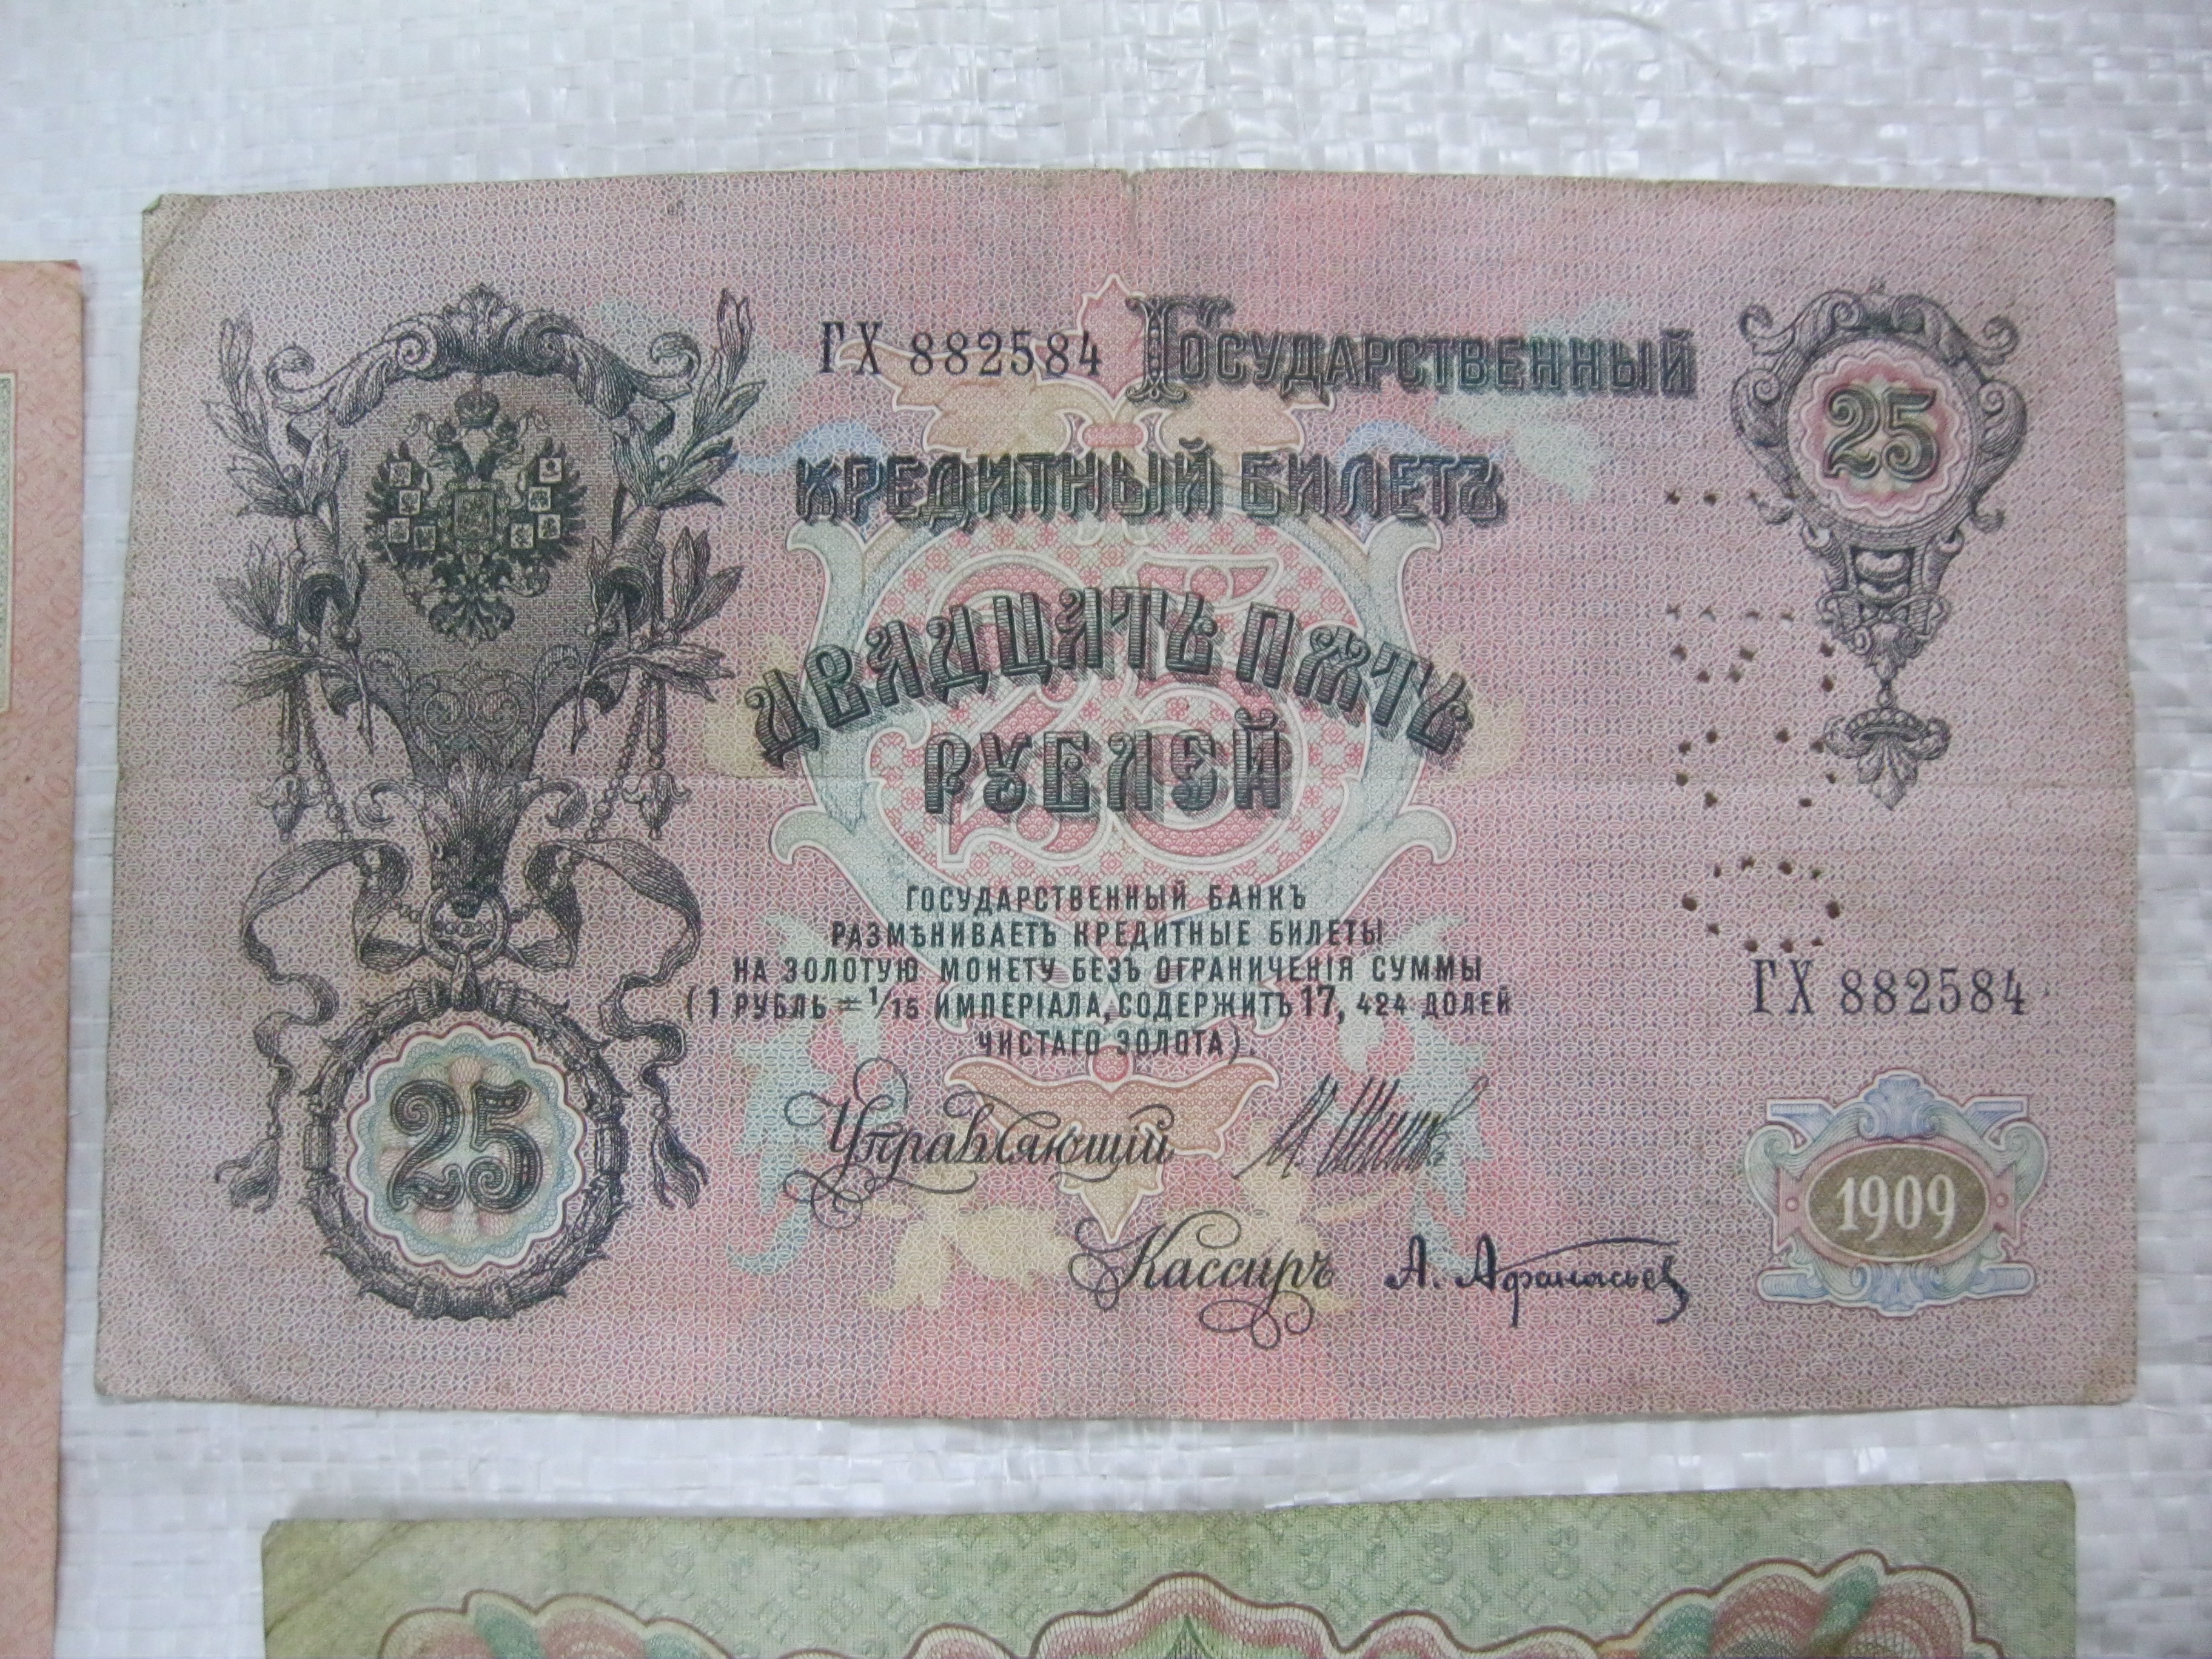 ГХ 882584 Государственный
25
Кредитный Билетъ
Двадцать пять
рублей
ГОСУДАРСТВЕННЫЙ БАНКЪ
РАЗМѢНИВАЕТЪ КРЕДИТНЫЕ БИЛЕТЫ
НА ЗОЛОТУЮ МОНЕТУ БЕЗЪ ОГРАНИЧЕНІЯ СУММЫ
(1 РУБЛЬ = 1/15 ИМПЕРІАЛА, СОДЕРЖИТЪ 17, 424 ДОЛЕЙ
ЧИСТАГО ЗОЛОТА)
ГХ 882584
25
Управляющій
Кассиръ А. Афанасьев
1909